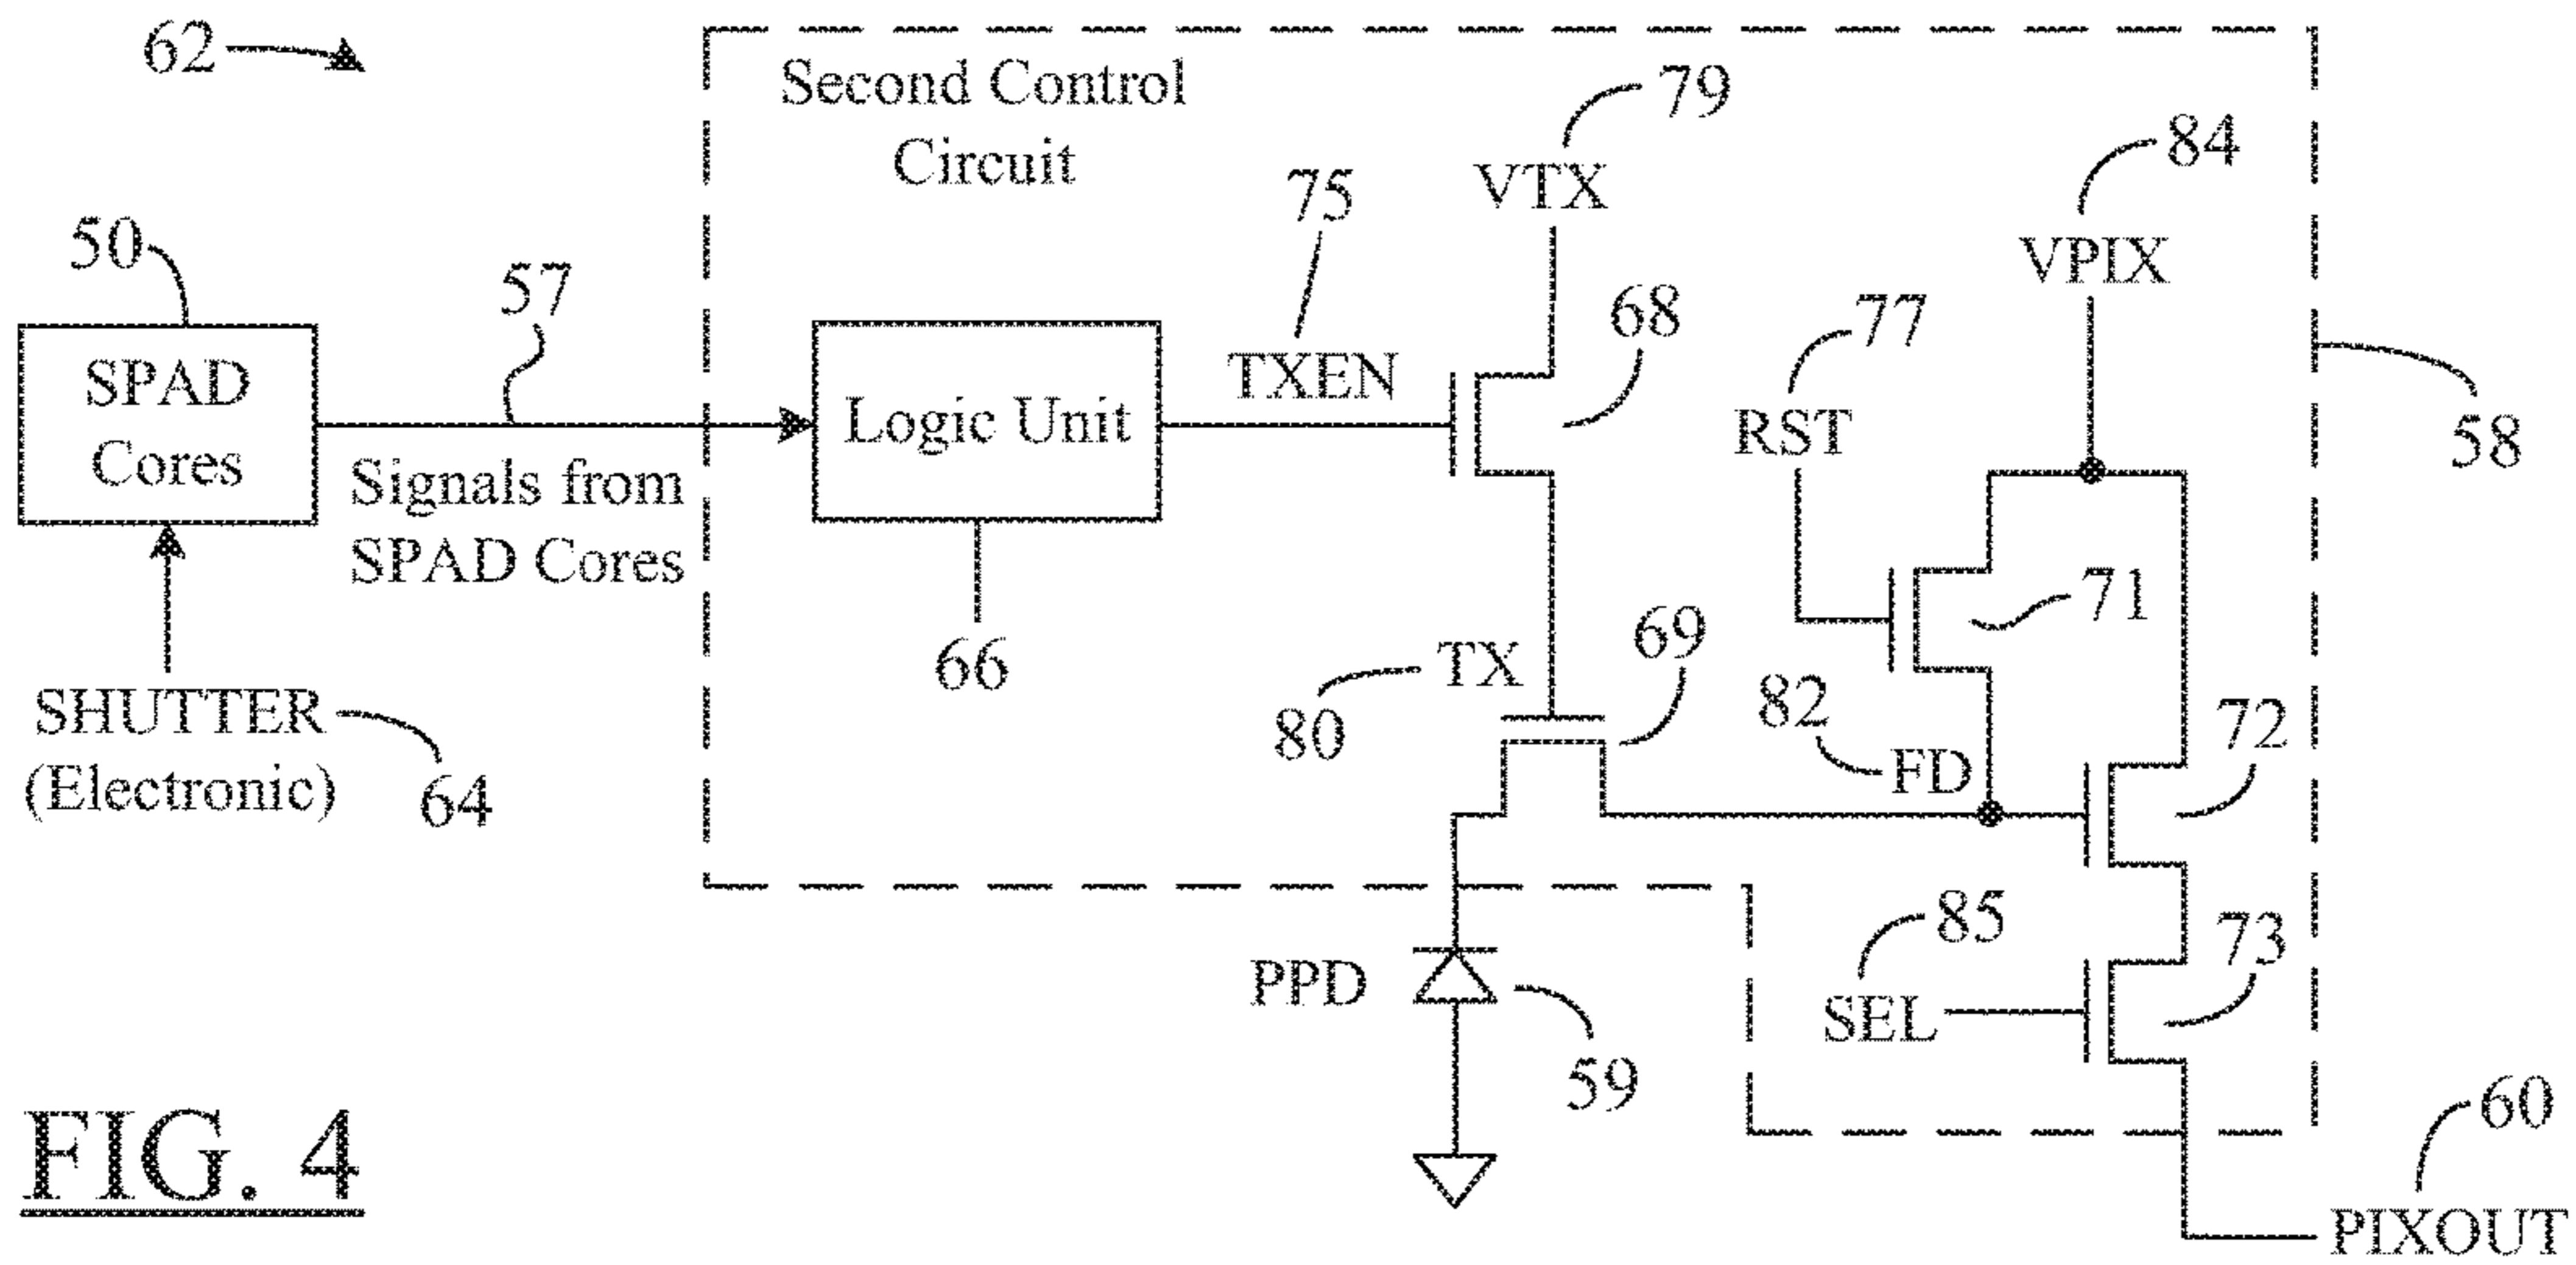 62
Second Control
Circuit
79
VTX
84
VPIX
75
TXEN
50
SPAD
Cores
57
Signals from
SPAD Cores
Logic Unit
66
68
77
RST
58
71
69
TX
80
82
FD
72
SHUTTER
(Electronic)
64
85
SEL
73
PPD
59
60
PIXOUT
FIG. 4